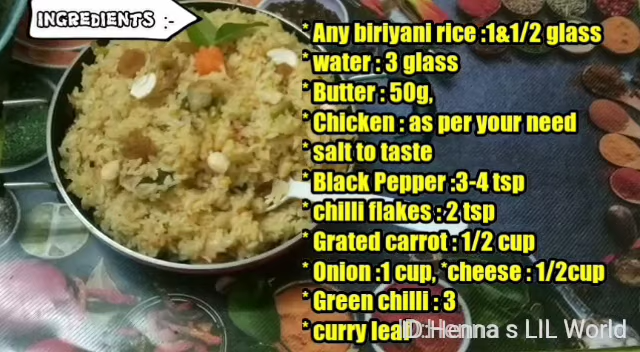 INGREDIENTS :-
* Any biriyani rice :1&1/2 glass
* water : 3 glass
* Butter : 50g,
* Chicken : as per your need
* salt to taste
* Black Pepper :3-4 tsp
* chilli flakes : 2 tsp
* Grated carrot : 1/2 cup
* Onion :1 cup, *cheese : 1/2cup
* Green chilli : 3
* curry leaf
ID:Henna s LIL World